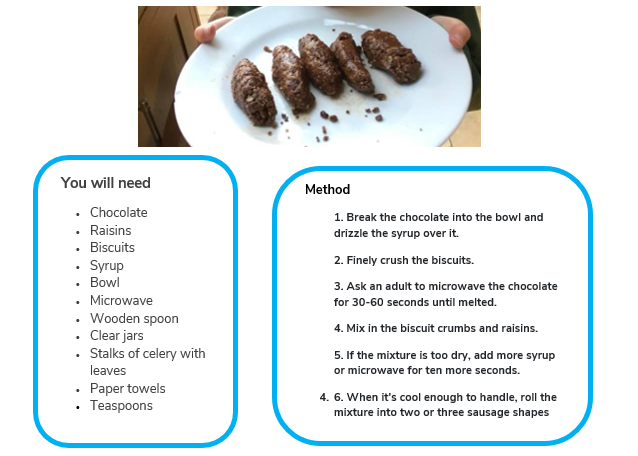 You will need
• Chocolate
• Raisins
• Biscuits
• Syrup
• Bowl
• Microwave
• Wooden spoon
• Clear jars
• Stalks of celery with
leaves
• Paper towels
• Teaspoons
Method
1. Break the chocolate into the bowl and
drizzle the syrup over it.
2. Finely crush the biscuits.
3. Ask an adult to microwave the chocolate
for 30-60 seconds until melted.
4. Mix in the biscuit crumbs and raisins.
5. If the mixture is too dry, add more syrup
or microwave for ten more seconds.
4. 6. When it's cool enough to handle, roll the
mixture into two or three sausage shapes